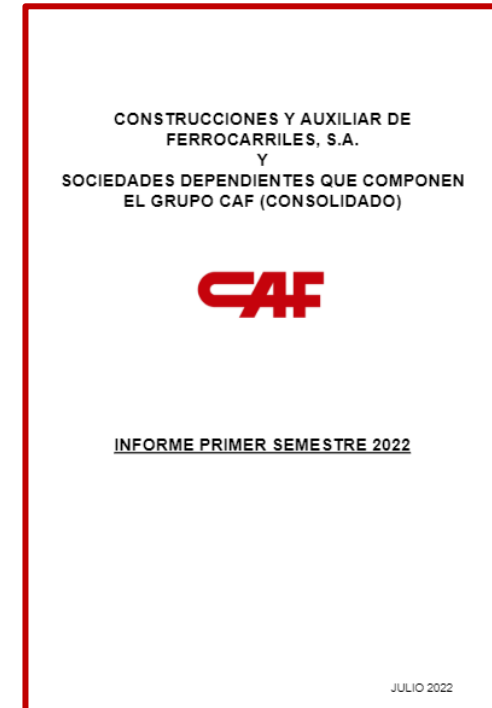 CONSTRUCCIONES Y AUXILIAR DE
FERROCARRILES, S.A.
Y
SOCIEDADES DEPENDIENTES QUE COMPONEN
EL GRUPO CAF (CONSOLIDADO)
CAF
INFORME PRIMER SEMESTRE 2022
JULIO 2022